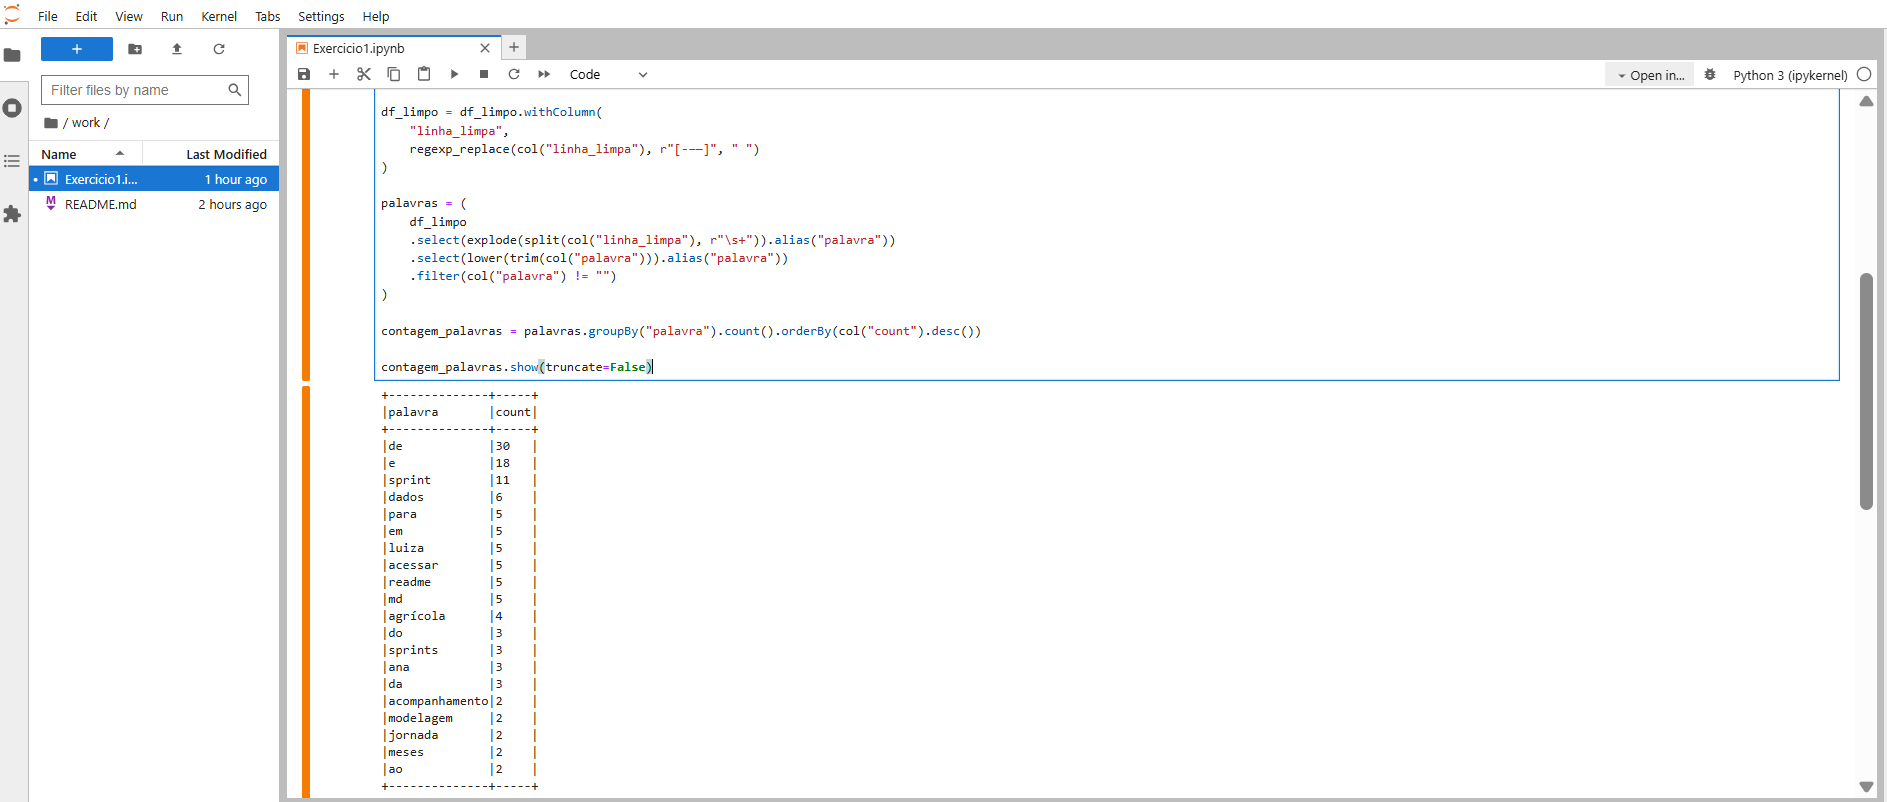 File Edit View Run Kernel Tabs Settings Help
Filter files by name
/ work /
Name Last Modified
Exercicio1.i... 1 hour ago
README.md 2 hours ago
Exercicio1.ipynb
Code
Open in...
Python 3 (ipykernel)
df_limpo = df_limpo.withColumn(
    "linha_limpa",
    regexp_replace(col("linha_limpa"), r"[-–—]", " ")
)
palavras = (
    df_limpo
    .select(explode(split(col("linha_limpa"), r"\s+")).alias("palavra"))
    .select(lower(trim(col("palavra"))).alias("palavra"))
    .filter(col("palavra") != "")
)
contagem_palavras = palavras.groupBy("palavra").count().orderBy(col("count").desc())
contagem_palavras.show(truncate=False)
+--------------+-----+
|palavra       |count|
+--------------+-----+
|de            |30   |
|e             |18   |
|sprint        |11   |
|dados         |6    |
|para          |5    |
|em            |5    |
|luiza         |5    |
|acessar       |5    |
|readme        |5    |
|md            |5    |
|agrícola      |4    |
|do            |3    |
|sprints       |3    |
|ana           |3    |
|da            |3    |
|acompanhamento|2    |
|modelagem     |2    |
|jornada       |2    |
|meses         |2    |
|ao            |2    |
+--------------+-----+